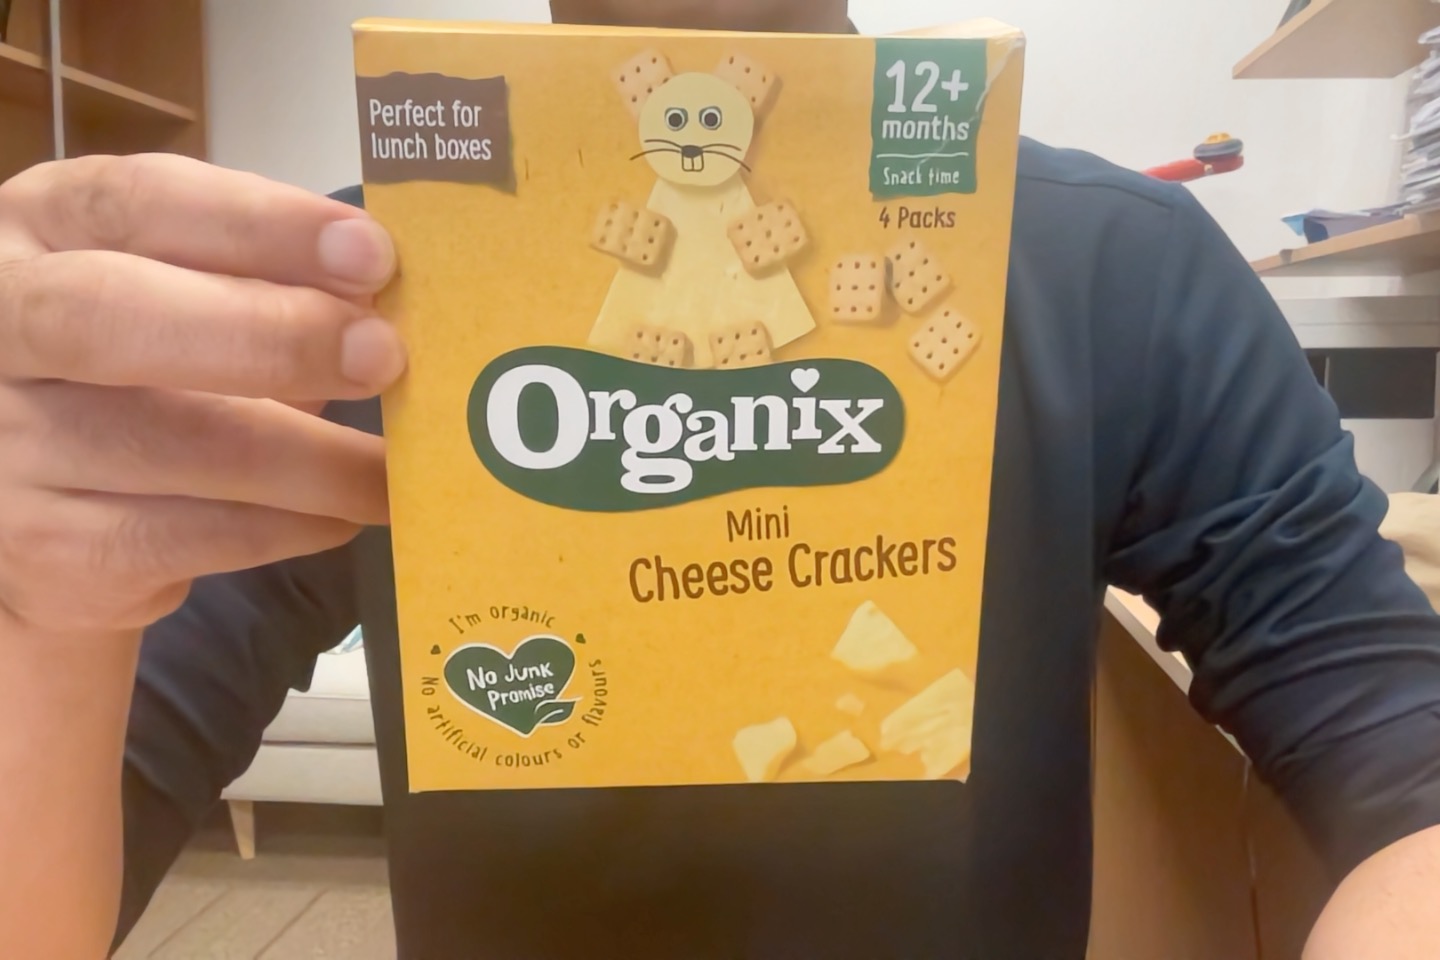 Perfect for
lunch boxes
12+
months
Snack time
4 Packs
Organix
Mini
Cheese Crackers
I'm organic
No Junk
Promise
No artificial colours or flavours